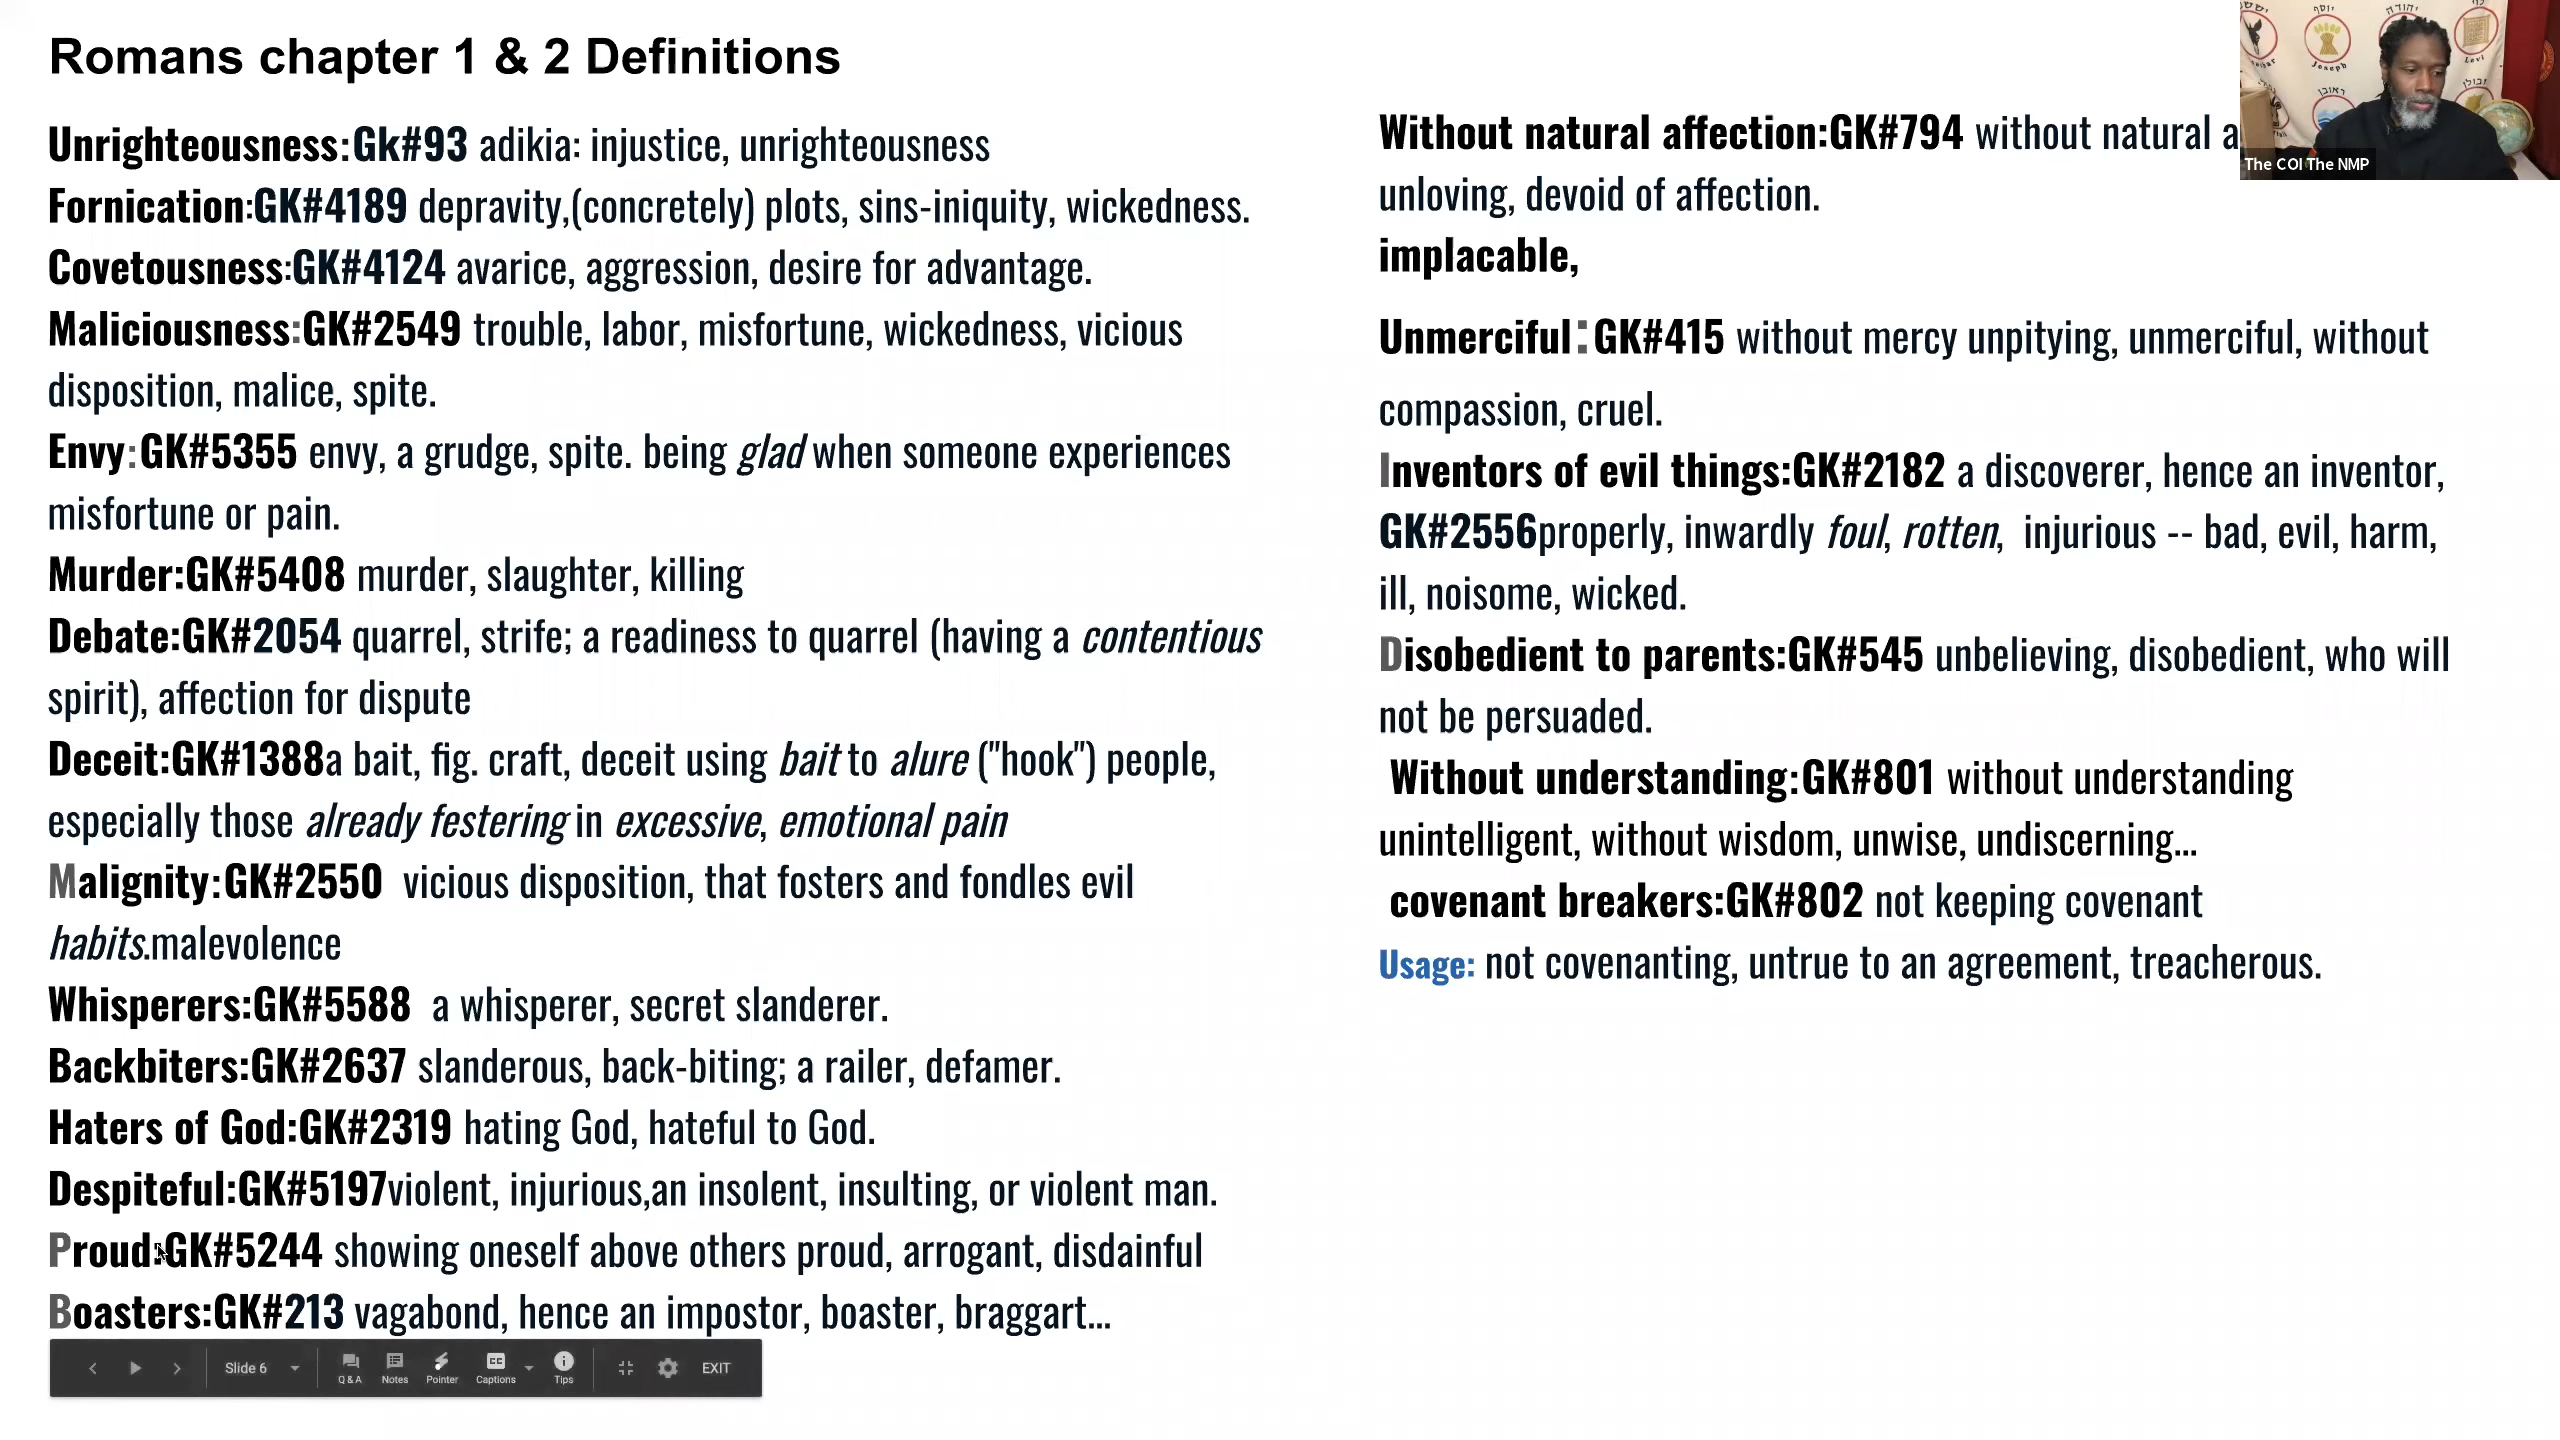 Romans chapter 1 & 2 Definitions
Unrighteousness:Gk#93 adikia: injustice, unrighteousness
Fornication:GK#4189 depravity,(concretely) plots, sins-iniquity, wickedness.
Covetousness:GK#4124 avarice, aggression, desire for advantage.
Maliciousness:GK#2549 trouble, labor, misfortune, wickedness, vicious
disposition, malice, spite.
Envy:GK#5355 envy, a grudge, spite. being glad when someone experiences
misfortune or pain.
Murder:GK#5408 murder, slaughter, killing
Debate:GK#2054 quarrel, strife; a readiness to quarrel (having a contentious
spirit), affection for dispute
Deceit:GK#1388a bait, fig. craft, deceit using bait to alure ("hook") people,
especially those already festering in excessive, emotional pain
Malignity:GK#2550 vicious disposition, that fosters and fondles evil
habits.malevolence
Whisperers:GK#5588 a whisperer, secret slanderer.
Backbiters:GK#2637 slanderous, back-biting; a railer, defamer.
Haters of God:GK#2319 hating God, hateful to God.
Despiteful:GK#5197violent, injurious,an insolent, insulting, or violent man.
Proud:GK#5244 showing oneself above others proud, arrogant, disdainful
Boasters:GK#213 vagabond, hence an impostor, boaster, braggart...
Without natural affection:GK#794 without natural
unloving, devoid of affection.
implacable,
Unmerciful:GK#415 without mercy unpitying, unmerciful, without
compassion, cruel.
Inventors of evil things:GK#2182 a discoverer, hence an inventor,
GK#2556properly, inwardly foul, rotten, injurious -- bad, evil, harm,
ill, noisome, wicked.
Disobedient to parents:GK#545 unbelieving, disobedient, who will
not be persuaded.
Without understanding:GK#801 without understanding
unintelligent, without wisdom, unwise, undiscerning...
covenant breakers:GK#802 not keeping covenant
Usage: not covenanting, untrue to an agreement, treacherous.
יוסף
יהודה
Joseph
Levi
ראובן
זבולן
The COI The NMP
Slide 6
Q & A
Notes
Pointer
Captions
Tips
EXIT